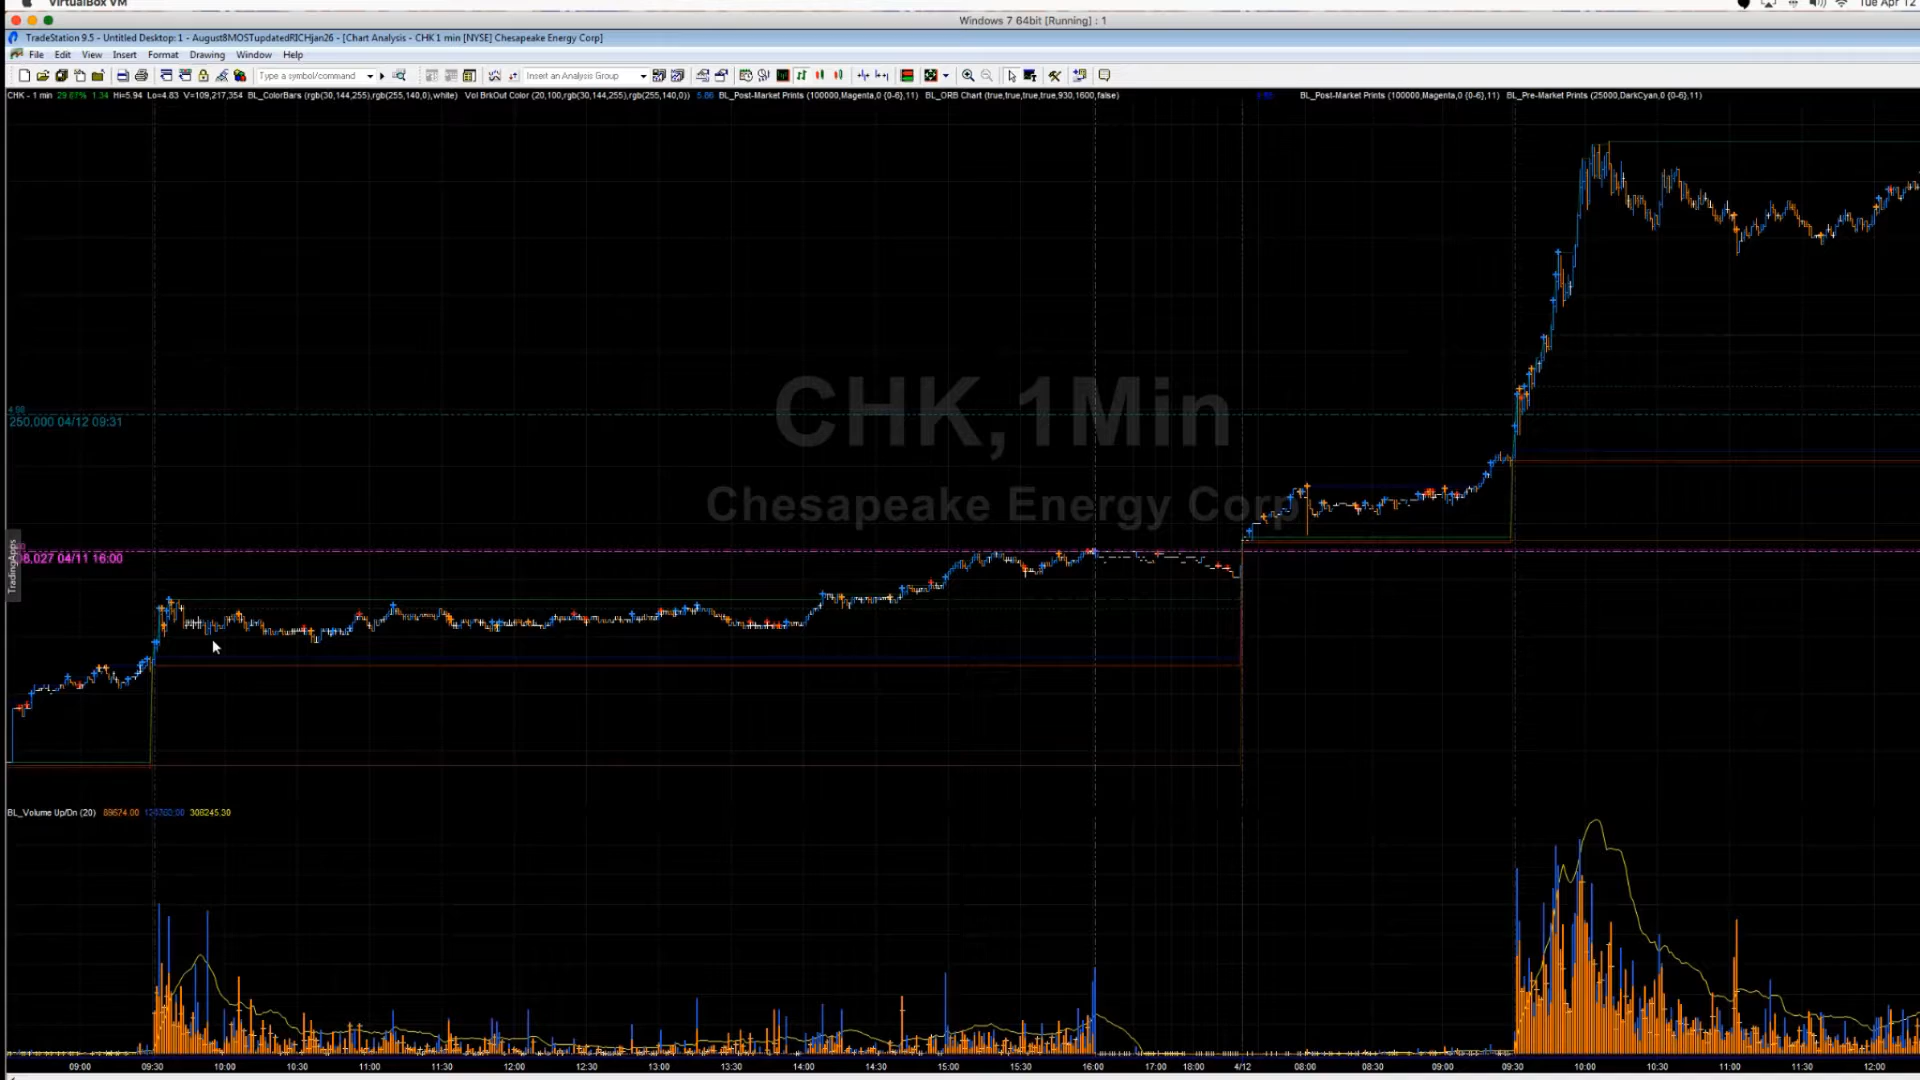 VirtualBox VM
Tue Apr 12
Windows 7 64bit [Running] : 1
TradeStation 9.5 - Untitled Desktop: 1 - August8MOSTupdatedRICHjan26 - [Chart Analysis - CHK 1 min [NYSE] Chesapeake Energy Corp]
File Edit View Insert Format Drawing Window Help
Type a symbol/command
Insert an Analysis Group
CHK - 1 min 29.87% 1.34 Hi=5.94 Lo=4.83 V=109,217,354 BL_ColorBars (rgb(30,144,255),rgb(255,140,0),white) Vol BrkOut Color (20,100,rgb(30,144,255),rgb(255,140,0)) 5.86 BL_Post-Market Prints (100000,Magenta,0 {0-6},11) BL_ORB Chart (true,true,true,true,930,1600,false) BL_Post-Market Prints (100000,Magenta,0 {0-6},11) BL_Pre-Market Prints (25000,DarkCyan,0 {0-6},11)
CHK,1Min
Chesapeake Energy Corp
250,000 04/12 09:31
8,027 04/11 16:00
TradingApps
BL_Volume Up/Dn (20) 89674.00 308245.30
09:00 09:30 10:00 10:30 11:00 11:30 12:00 12:30 13:00 13:30 14:00 14:30 15:00 15:30 16:00 17:00 18:00 4/12 08:00 08:30 09:00 09:30 10:00 10:30 11:00 11:30 12:00